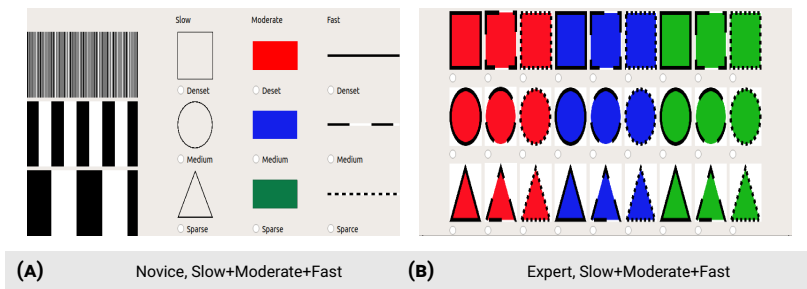 Slow Moderate Fast
Denset Deset Denset
Medium Medium Medium
Sparse Sparse Sparce
(A) Novice, Slow+Moderate+Fast (B) Expert, Slow+Moderate+Fast